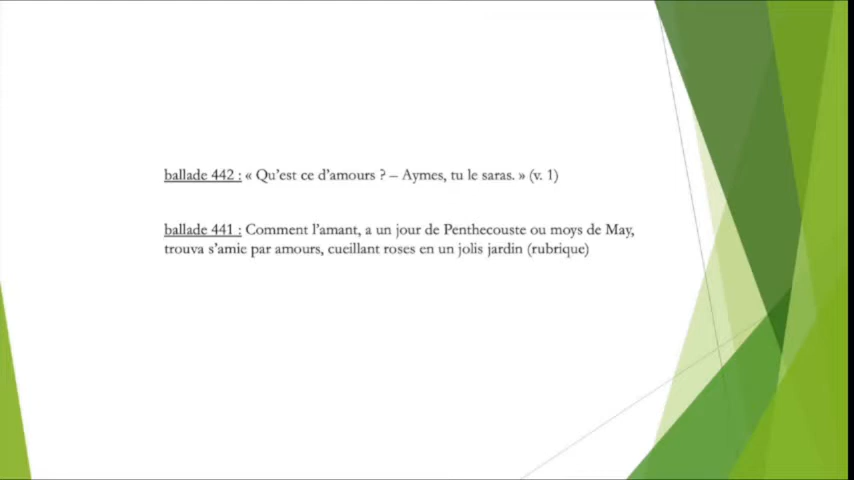 ballade 442 : « Qu'est ce d'amours ? – Aymes, tu le saras. » (v. 1)
ballade 441 : Comment l'amant, a un jour de Penthecouste ou moys de May,
trouva s'amie par amours, cueillant roses en un jolis jardin (rubrique)